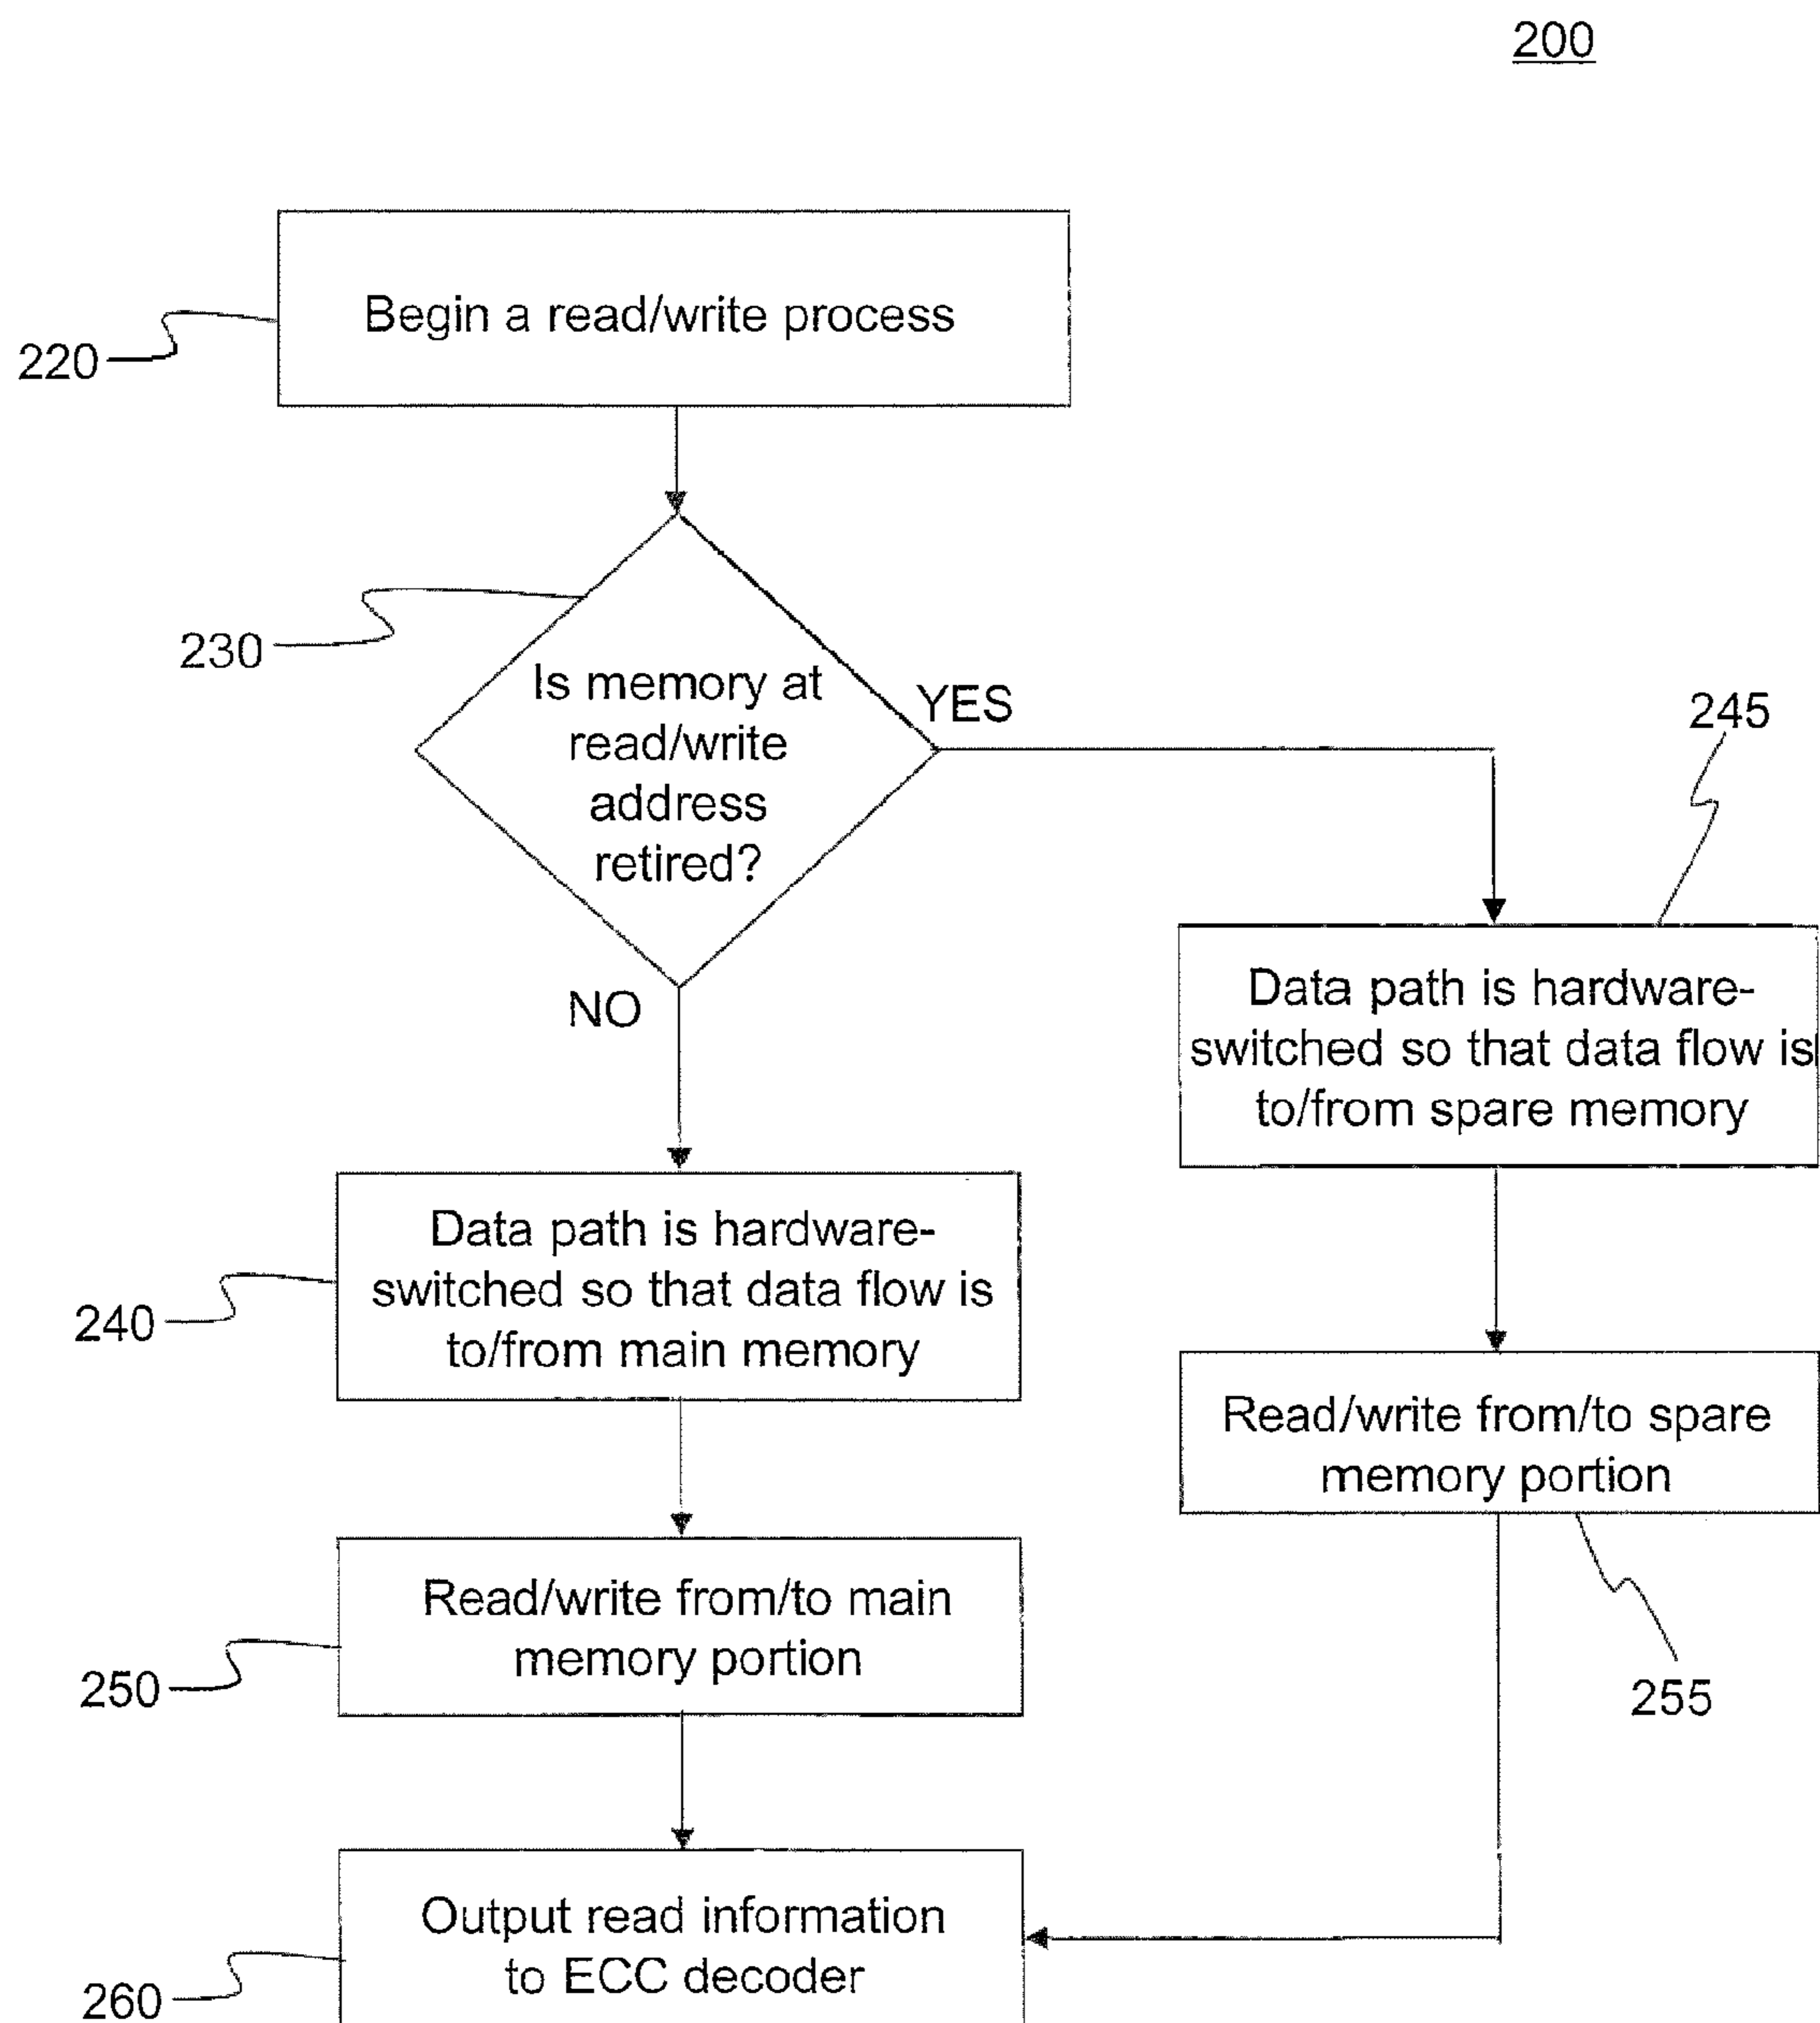 200
Begin a read/write process
220
230
Is memory at
read/write
address
retired?
YES
NO
245
Data path is hardware-
switched so that data flow is
to/from spare memory
Data path is hardware-
switched so that data flow is
to/from main memory
240
Read/write from/to spare
memory portion
255
Read/write from/to main
memory portion
250
Output read information
to ECC decoder
260